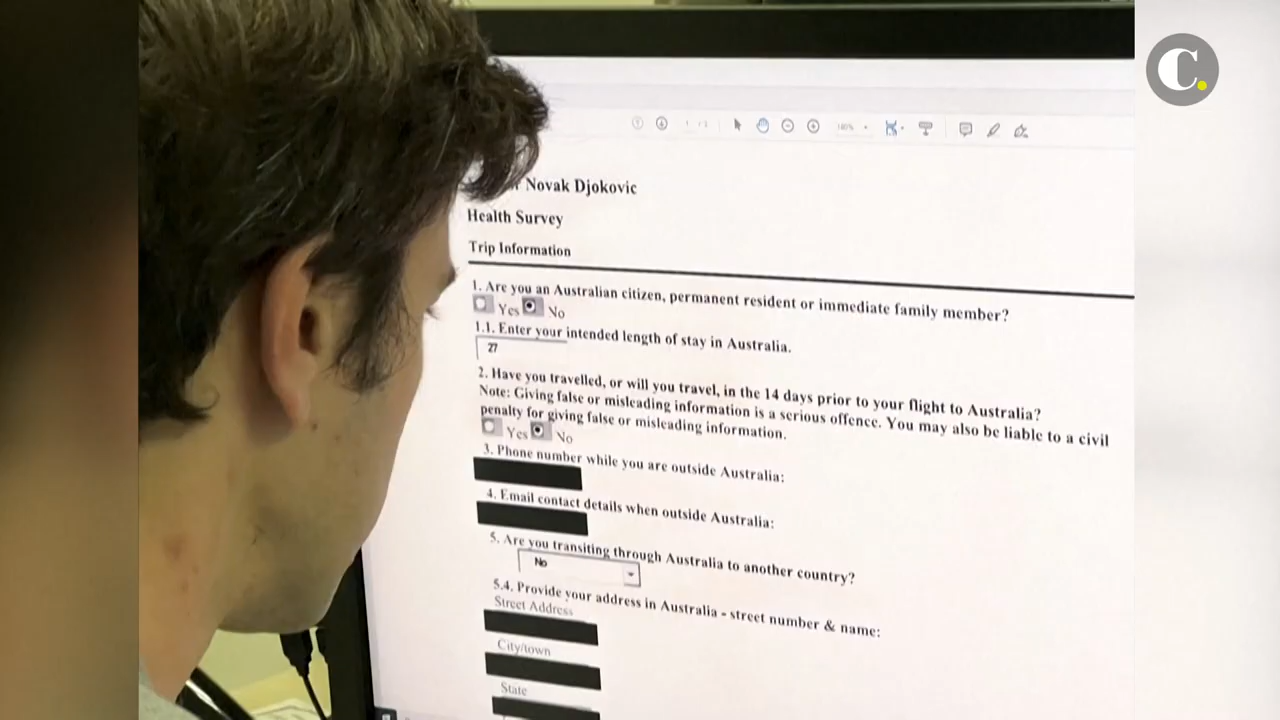 C.
Novak Djokovic
Health Survey
Trip Information
1. Are you an Australian citizen, permanent resident or immediate family member?
Yes No
1.1. Enter your intended length of stay in Australia.
27
2. Have you travelled, or will you travel, in the 14 days prior to your flight to Australia?
Note: Giving false or misleading information is a serious offence. You may also be liable to a civil
penalty for giving false or misleading information.
Yes No
3. Phone number while you are outside Australia:
4. Email contact details when outside Australia:
5. Are you transiting through Australia to another country?
No
5.4. Provide your address in Australia - street number & name:
Street Address
City/town
State